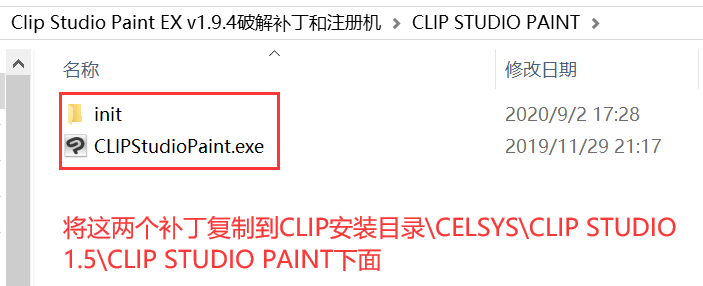 Clip Studio Paint EX v1.9.4破解补丁和注册机 > CLIP STUDIO PAINT >
名称 修改日期
init 2020/9/2 17:28
CLIPStudioPaint.exe 2019/11/29 21:17
将这两个补丁复制到CLIP安装目录\CELSYS\CLIP STUDIO
1.5\CLIP STUDIO PAINT下面